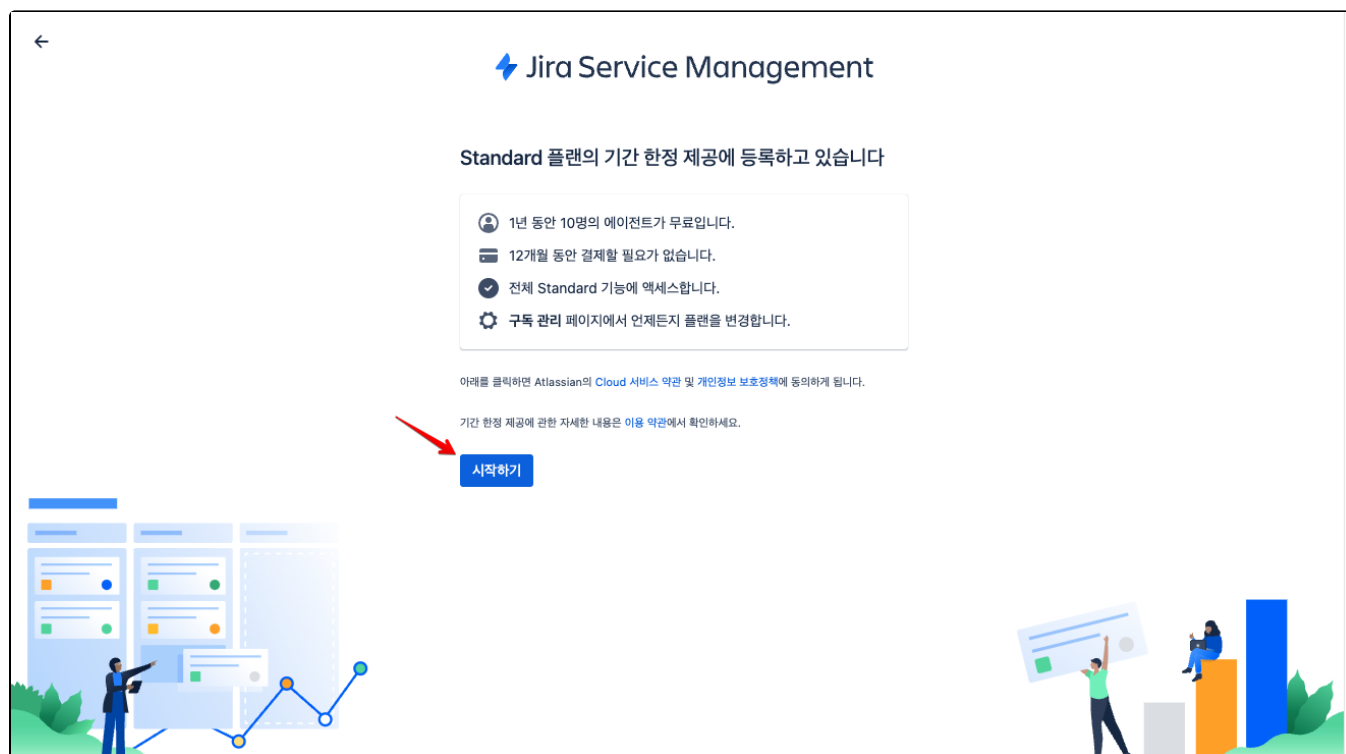 Jira Service Management
Standard 플랜의 기간 한정 제공에 등록하고 있습니다
1년 동안 10명의 에이전트가 무료입니다.
12개월 동안 결제할 필요가 없습니다.
전체 Standard 기능에 액세스합니다.
구독 관리 페이지에서 언제든지 플랜을 변경합니다.
아래를 클릭하면 Atlassian의 Cloud 서비스 약관 및 개인정보 보호정책에 동의하게 됩니다.
기간 한정 제공에 관한 자세한 내용은 이용 약관에서 확인하세요.
시작하기